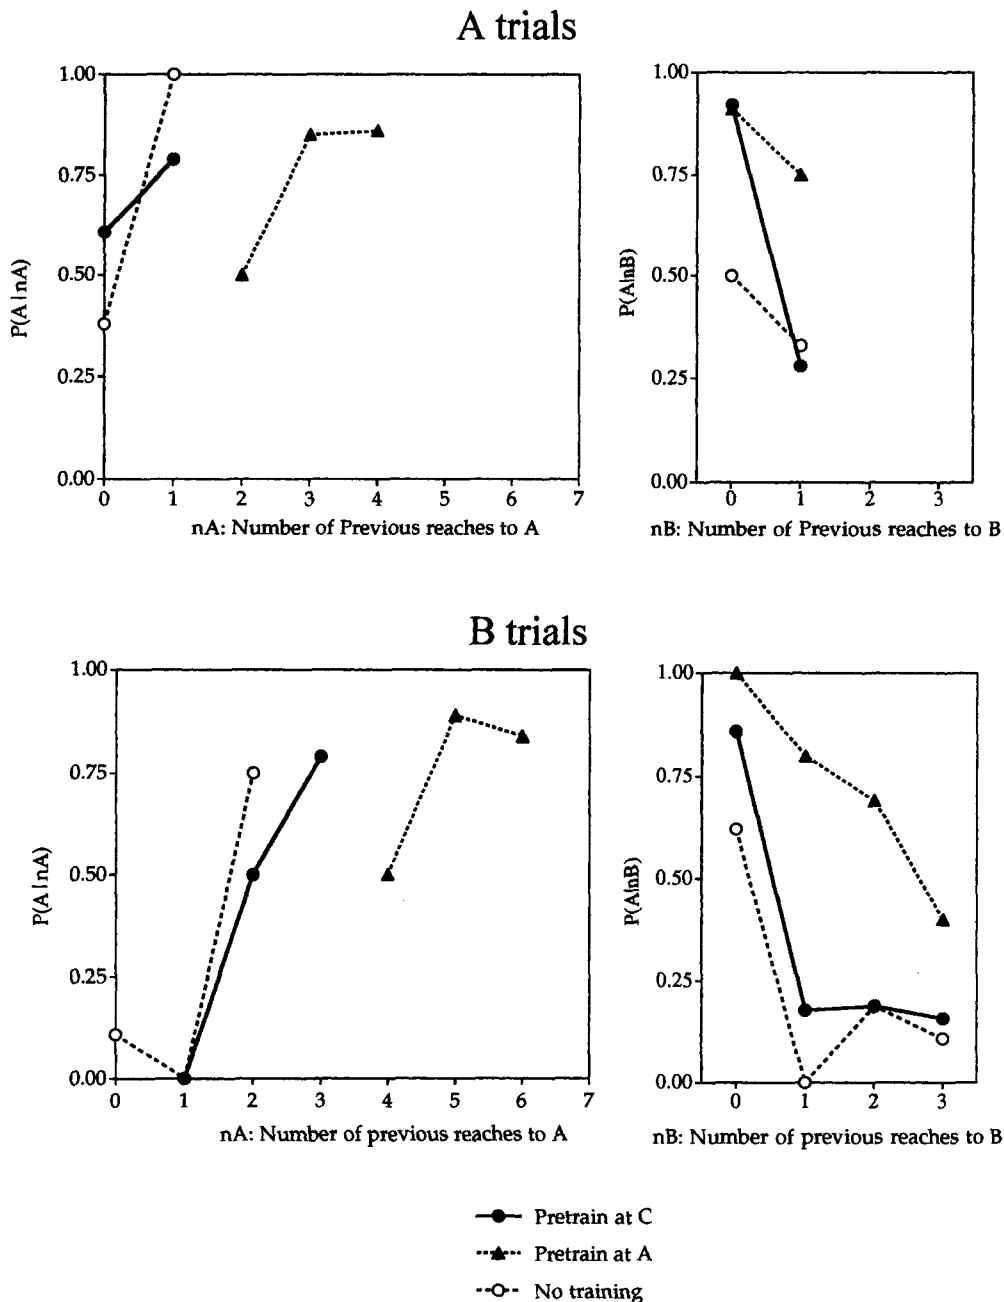 A trials
1.00
0.75
0.50
0.25
0.00
P(A|nA)
0 1 2 3 4 5 6 7
nA: Number of Previous reaches to A
1.00
0.75
0.50
0.25
0.00
P(A|nB)
0 1 2 3
nB: Number of Previous reaches to B
B trials
1.00
0.75
0.50
0.25
0.00
P(A|nA)
0 1 2 3 4 5 6 7
nA: Number of previous reaches to A
1.00
0.75
0.50
0.25
0.00
P(A|nB)
0 1 2 3
nB: Number of previous reaches to B
Pretrain at C
Pretrain at A
No training